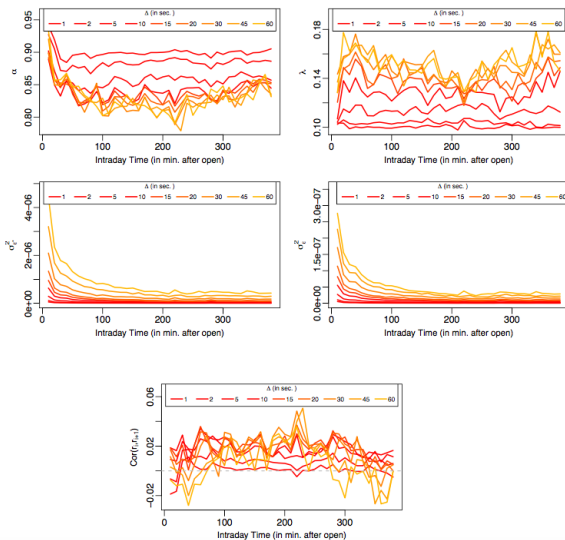 Δ (in sec. )
1 2 5 10 15 20 30 45 60
0.95
0.90
0.85
0.80
0 100 200 300
Intraday Time (in min. after open)
Δ (in sec. )
1 2 5 10 15 20 30 45 60
0.18
0.14
0.10
λ
0 100 200 300
Intraday Time (in min. after open)
Δ (in sec. )
1 2 5 10 15 20 30 45 60
4e−06
2e−06
0e+00
0 100 200 300
Intraday Time (in min. after open)
Δ (in sec. )
1 2 5 10 15 20 30 45 60
3.0e−07
1.5e−07
0.0e+00
0 100 200 300
Intraday Time (in min. after open)
Δ (in sec. )
1 2 5 10 15 20 30 45 60
0.06
0.02
−0.02
0 100 200 300
Intraday Time (in min. after open)